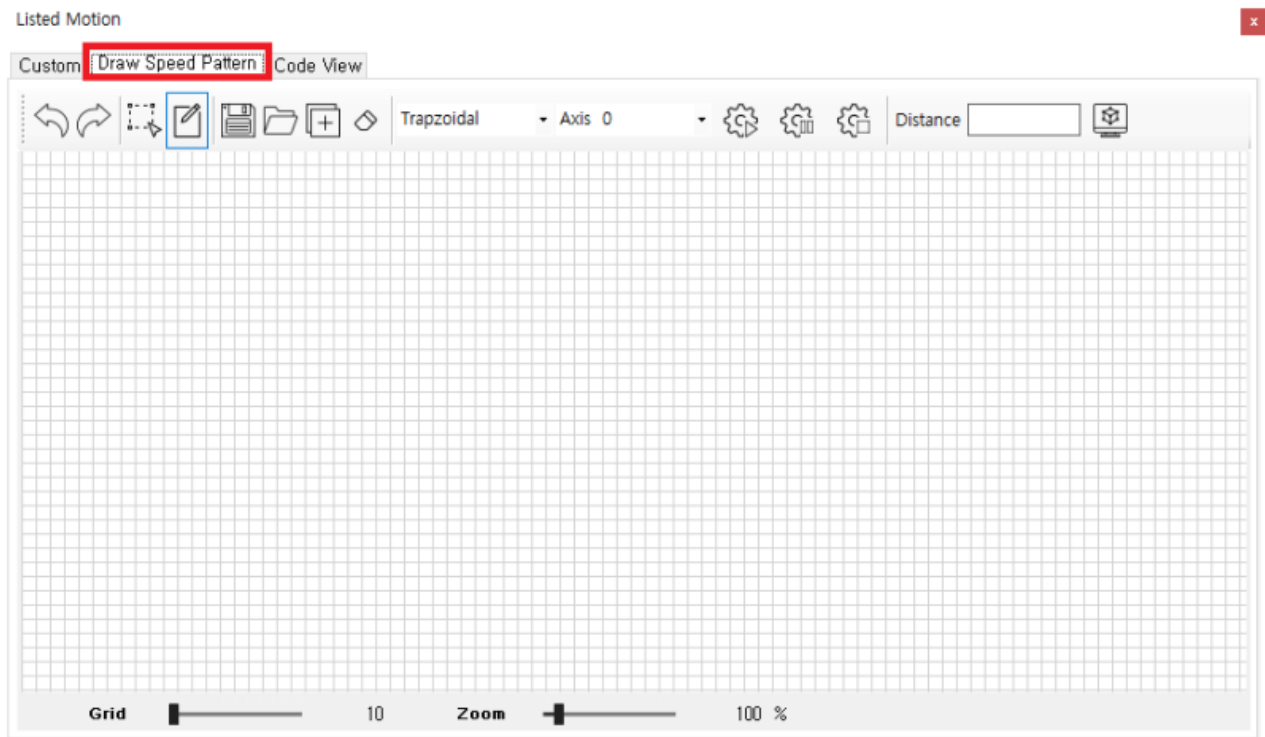 Listed Motion
x
Custom Draw Speed Pattern Code View
Trapzoidal Axis 0 C C C Distance
Grid 10 Zoom 100 %